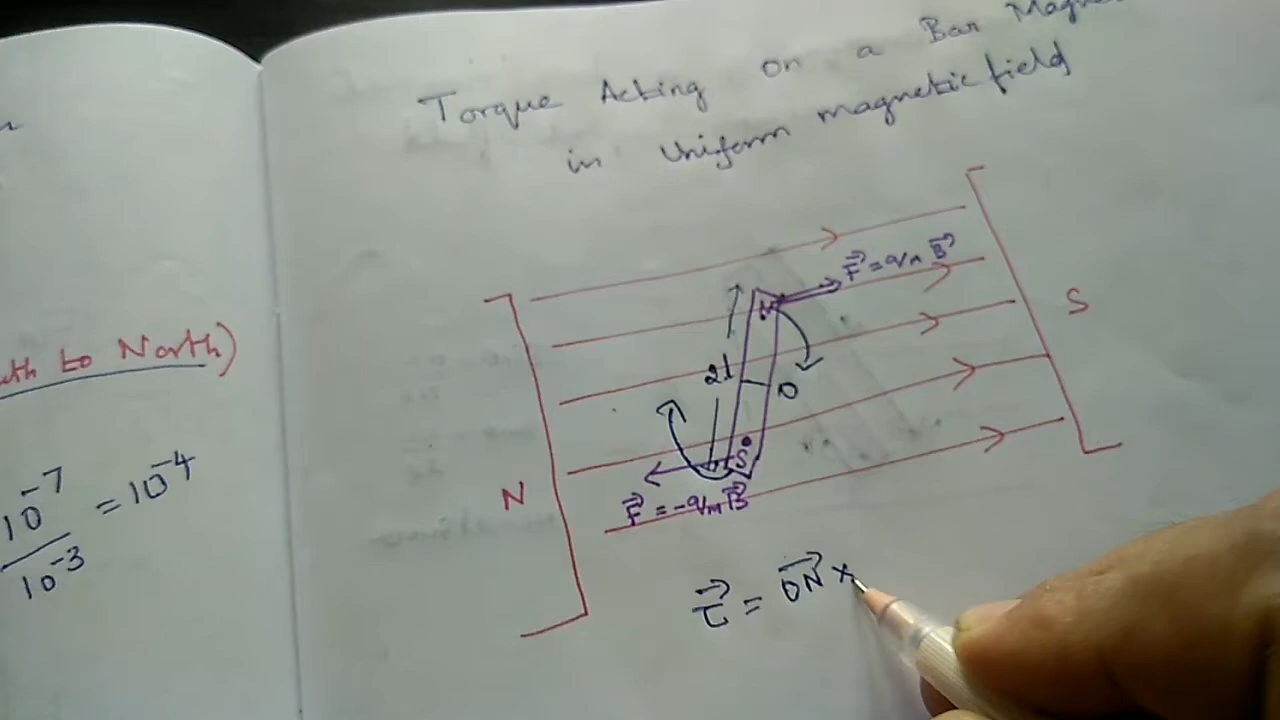 Torque Acting on a Bar
in Uniform magnetic field
to North)
10⁻⁷
/ 10⁻³ = 10⁻⁴
F⃗ = qₘ B⃗
N
2l
O
S
S
N
F⃗ = -qₘ B⃗
τ⃗ = ON⃗ ×